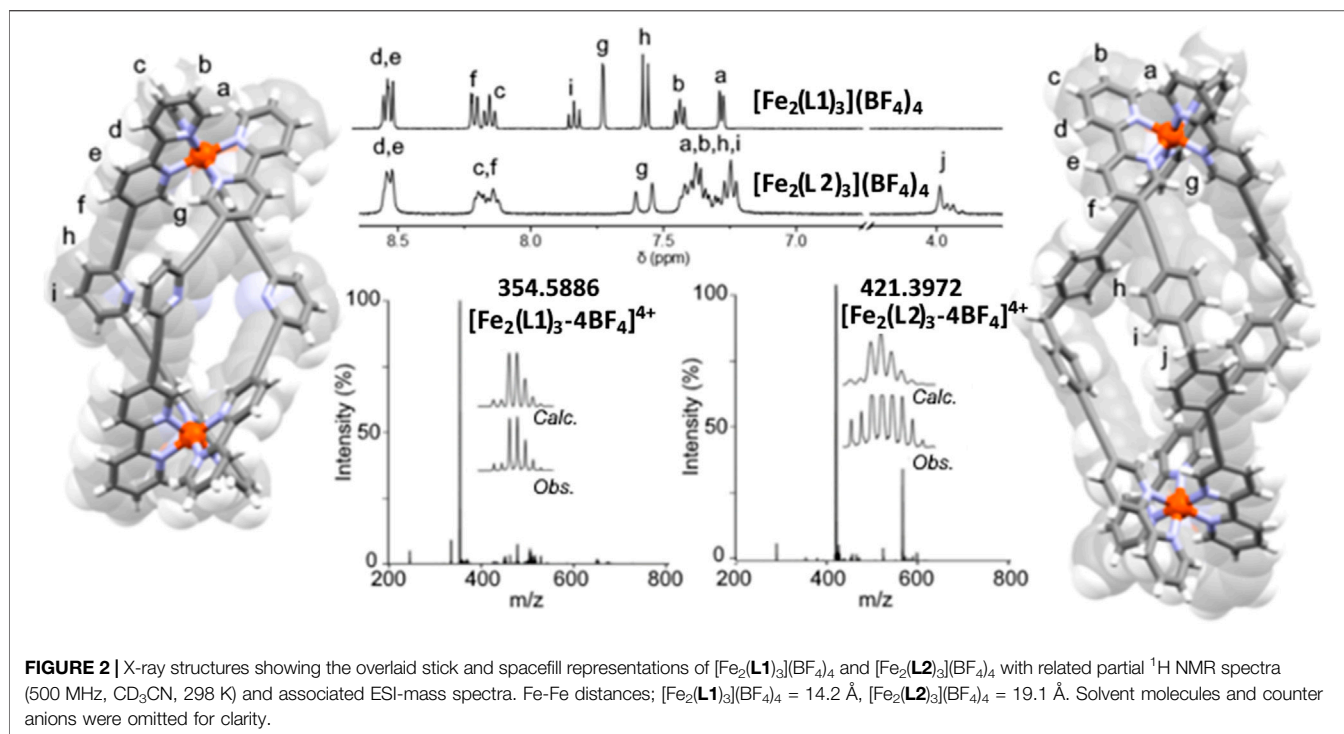 c b a
d
e
f
g
h
i
d,e f c i g h b a
[Fe2(L1)3](BF4)4
d,e c,f g a,b,h,i j
[Fe2(L 2)3](BF4)4
8.5 8.0 7.5 7.0 4.0
δ (ppm)
b a
c
d
e
g
f
h
i
j
354.5886
[Fe2(L1)3-4BF4]4+
100
50
0
Intensity (%)
Calc.
Obs.
200 400 600 800
m/z
421.3972
[Fe2(L2)3-4BF4]4+
100
50
0
Intensity (%)
Calc.
Obs.
200 400 600 800
m/z
FIGURE 2 | X-ray structures showing the overlaid stick and spacefill representations of [Fe2(L1)3](BF4)4 and [Fe2(L2)3](BF4)4 with related partial 1H NMR spectra
(500 MHz, CD3CN, 298 K) and associated ESI-mass spectra. Fe-Fe distances; [Fe2(L1)3](BF4)4 = 14.2 Å, [Fe2(L2)3](BF4)4 = 19.1 Å. Solvent molecules and counter
anions were omitted for clarity.